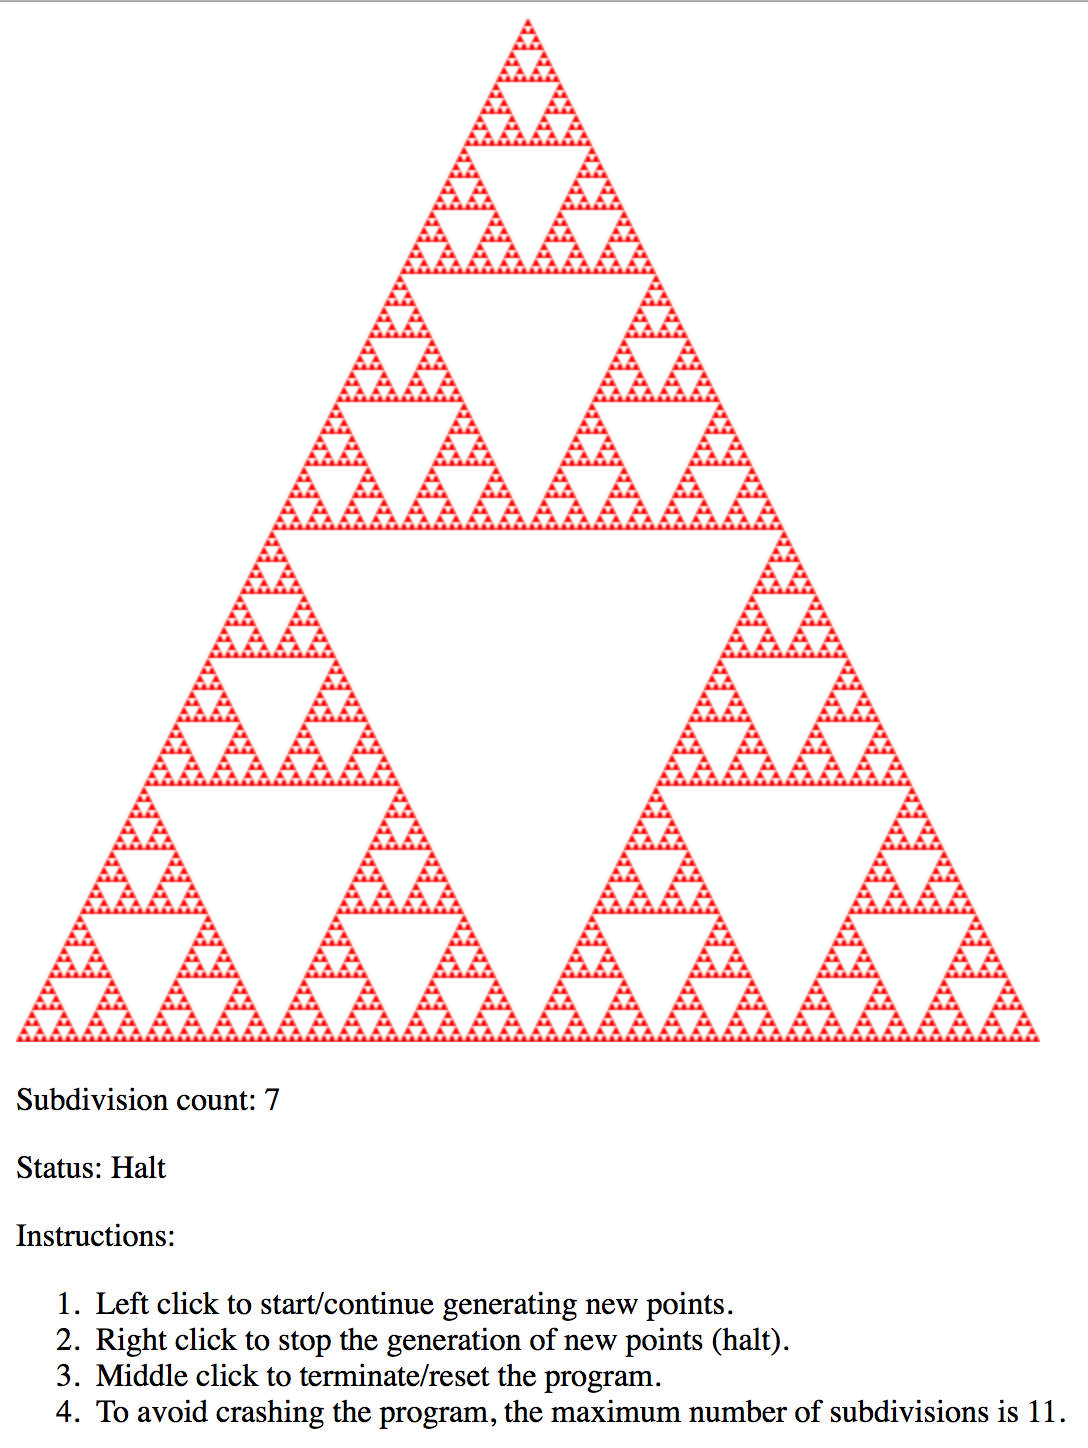 Subdivision count: 7
Status: Halt
Instructions:
1. Left click to start/continue generating new points.
2. Right click to stop the generation of new points (halt).
3. Middle click to terminate/reset the program.
4. To avoid crashing the program, the maximum number of subdivisions is 11.